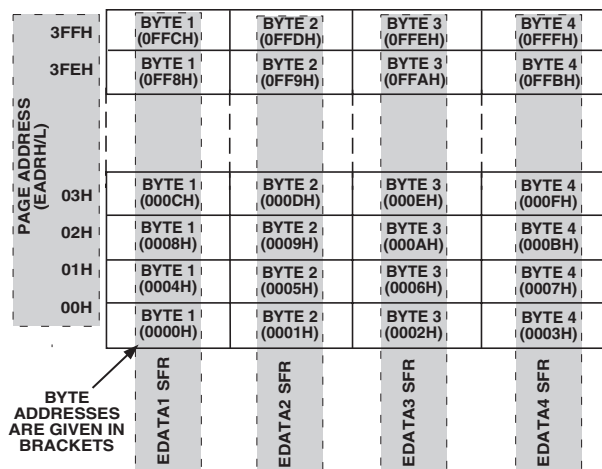 PAGE ADDRESS
(EADRH/L)
3FFH
BYTE 1
(0FFCH)
BYTE 2
(0FFDH)
BYTE 3
(0FFEH)
BYTE 4
(0FFFH)
3FEH
BYTE 1
(0FF8H)
BYTE 2
(0FF9H)
BYTE 3
(0FFAH)
BYTE 4
(0FFBH)
03H
BYTE 1
(000CH)
BYTE 2
(000DH)
BYTE 3
(000EH)
BYTE 4
(000FH)
02H
BYTE 1
(0008H)
BYTE 2
(0009H)
BYTE 3
(000AH)
BYTE 4
(000BH)
01H
BYTE 1
(0004H)
BYTE 2
(0005H)
BYTE 3
(0006H)
BYTE 4
(0007H)
00H
BYTE 1
(0000H)
BYTE 2
(0001H)
BYTE 3
(0002H)
BYTE 4
(0003H)
BYTE
ADDRESSES
ARE GIVEN IN
BRACKETS
EDATA1 SFR
EDATA2 SFR
EDATA3 SFR
EDATA4 SFR